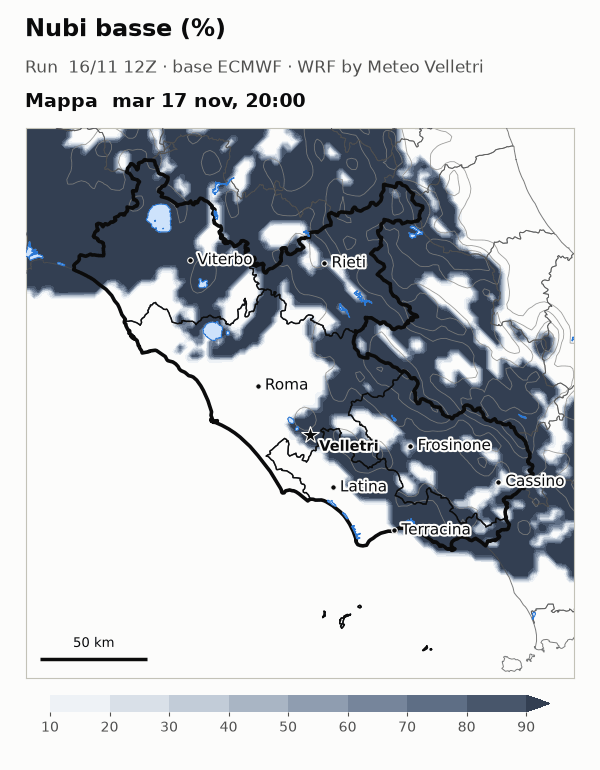 Nubi basse (%)
Run  16/11 12Z · base ECMWF · WRF by Meteo Velletri
Mappa  mar 17 nov, 20:00
Viterbo
Rieti
Roma
Velletri
Frosinone
Cassino
Latina
Terracina
50 km
10 20 30 40 50 60 70 80 90